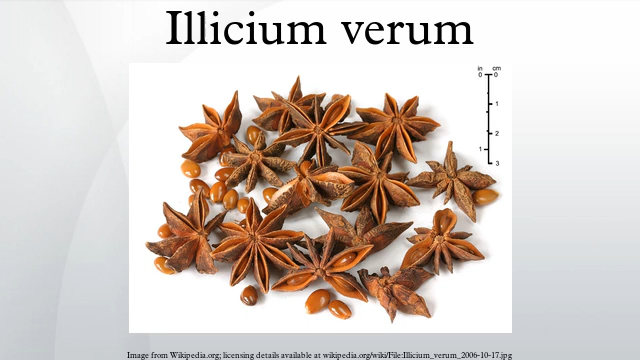 Illicium verum
in cm
0 0
1
1 2
3
Image from Wikipedia.org; licensing details available at wikipedia.org/wiki/File:Illicium_verum_2006-10-17.jpg